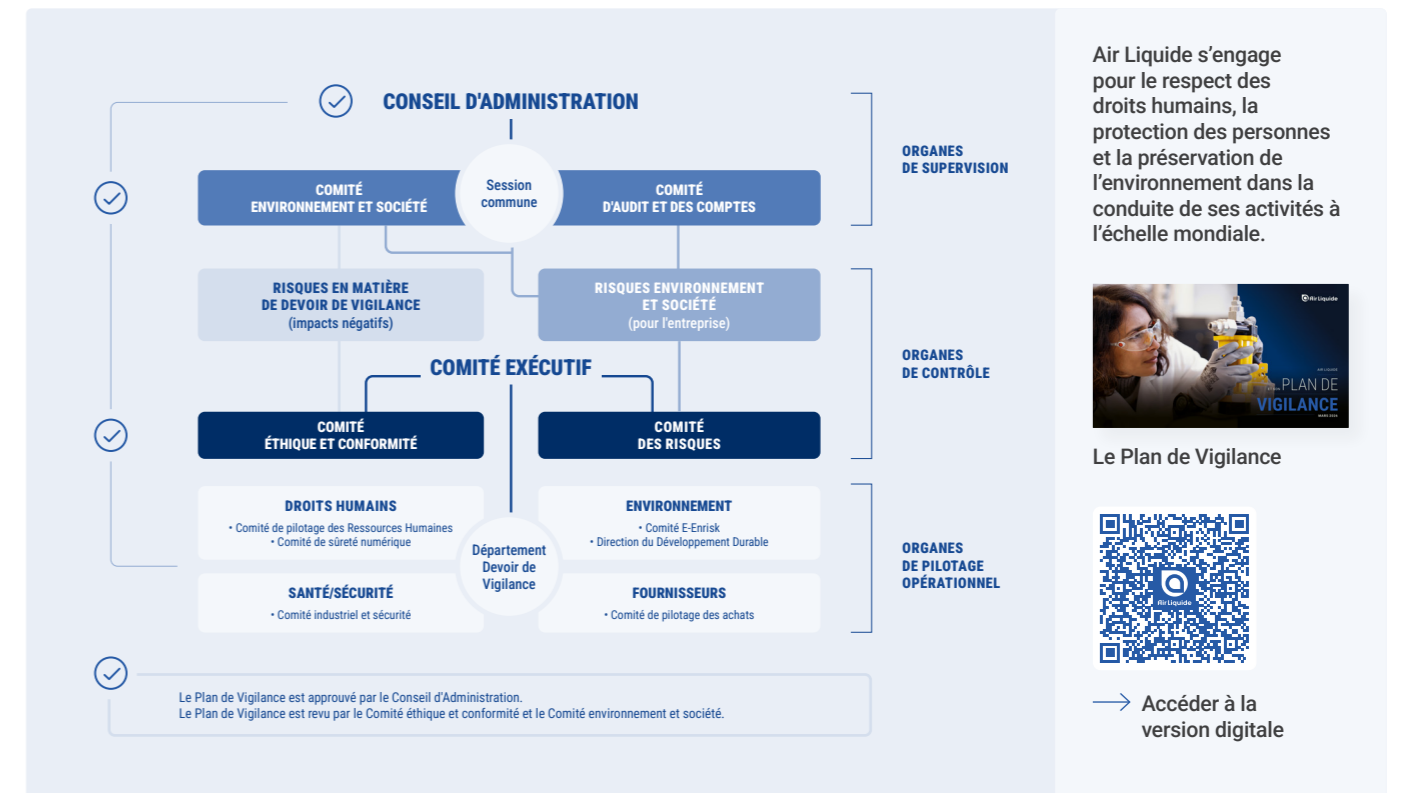 CONSEIL D'ADMINISTRATION
COMITÉ
ENVIRONNEMENT ET SOCIÉTÉ
Session
commune
COMITÉ
D'AUDIT ET DES COMPTES
ORGANES
DE SUPERVISION
RISQUES EN MATIÈRE
DE DEVOIR DE VIGILANCE
(impacts négatifs)
RISQUES ENVIRONNEMENT
ET SOCIÉTÉ
(pour l'entreprise)
COMITÉ EXÉCUTIF
ORGANES
DE CONTRÔLE
COMITÉ
ÉTHIQUE ET CONFORMITÉ
COMITÉ
DES RISQUES
DROITS HUMAINS
• Comité de pilotage des Ressources Humaines
• Comité de sûreté numérique
ENVIRONNEMENT
• Comité E-Enrisk
• Direction du Développement Durable
Département
Devoir de
Vigilance
SANTÉ/SÉCURITÉ
• Comité industriel et sécurité
FOURNISSEURS
• Comité de pilotage des achats
ORGANES
DE PILOTAGE
OPÉRATIONNEL
Le Plan de Vigilance est approuvé par le Conseil d'Administration.
Le Plan de Vigilance est revu par le Comité éthique et conformité et le Comité environnement et société.
Air Liquide s'engage
pour le respect des
droits humains, la
protection des personnes
et la préservation de
l'environnement dans la
conduite de ses activités à
l'échelle mondiale.
Air Liquide
AIR LIQUIDE
PLAN DE
VIGILANCE
Le Plan de Vigilance
Air Liquide
Accéder à la
version digitale